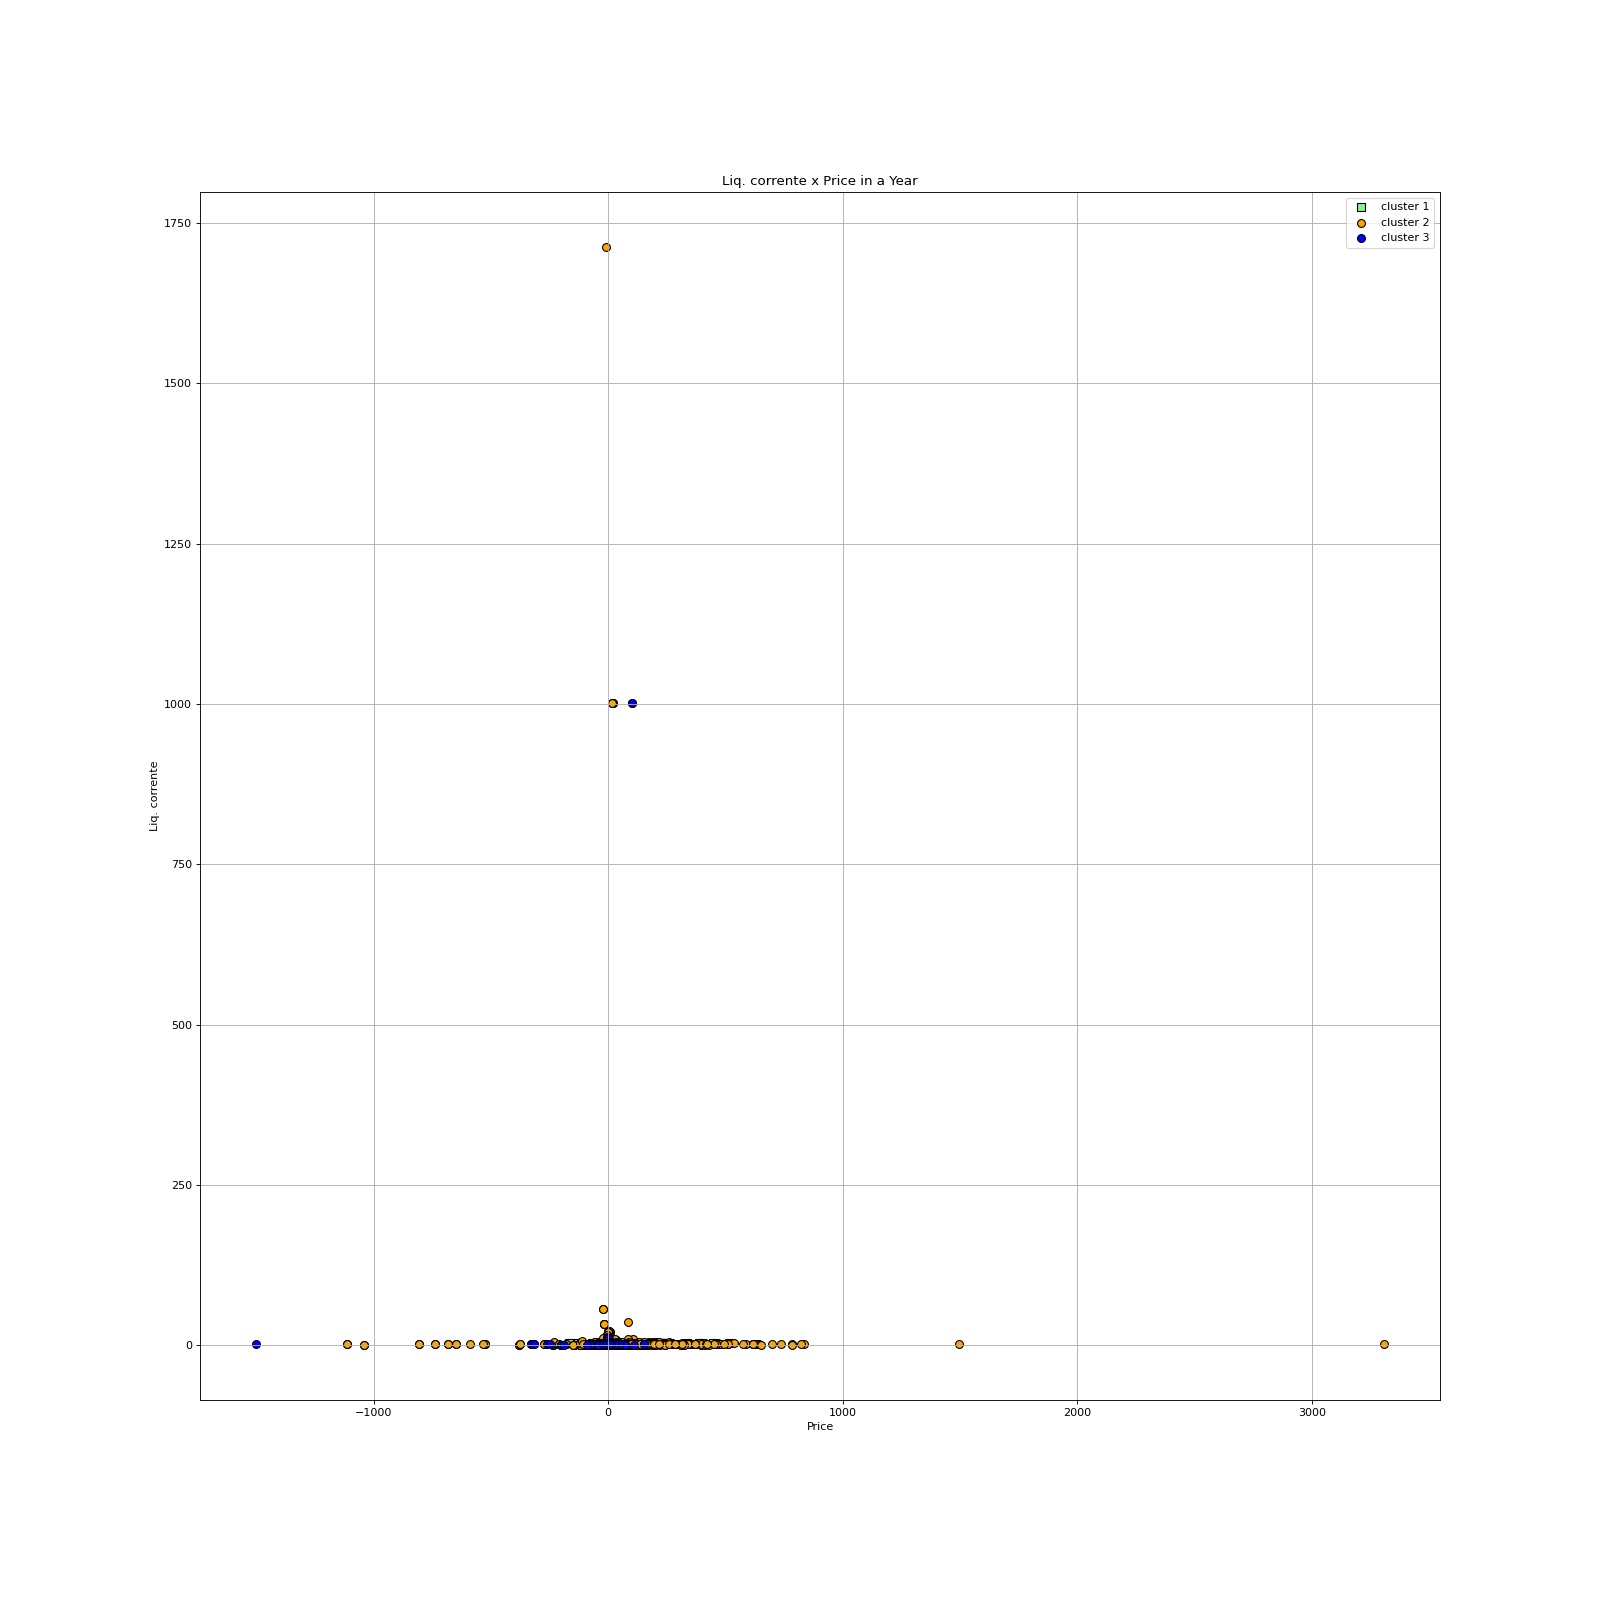 Liq. corrente x Price in a Year
cluster 1
cluster 2
cluster 3
1750
1500
1250
1000
750
500
250
0
Liq. corrente
−1000
0
1000
2000
3000
Price